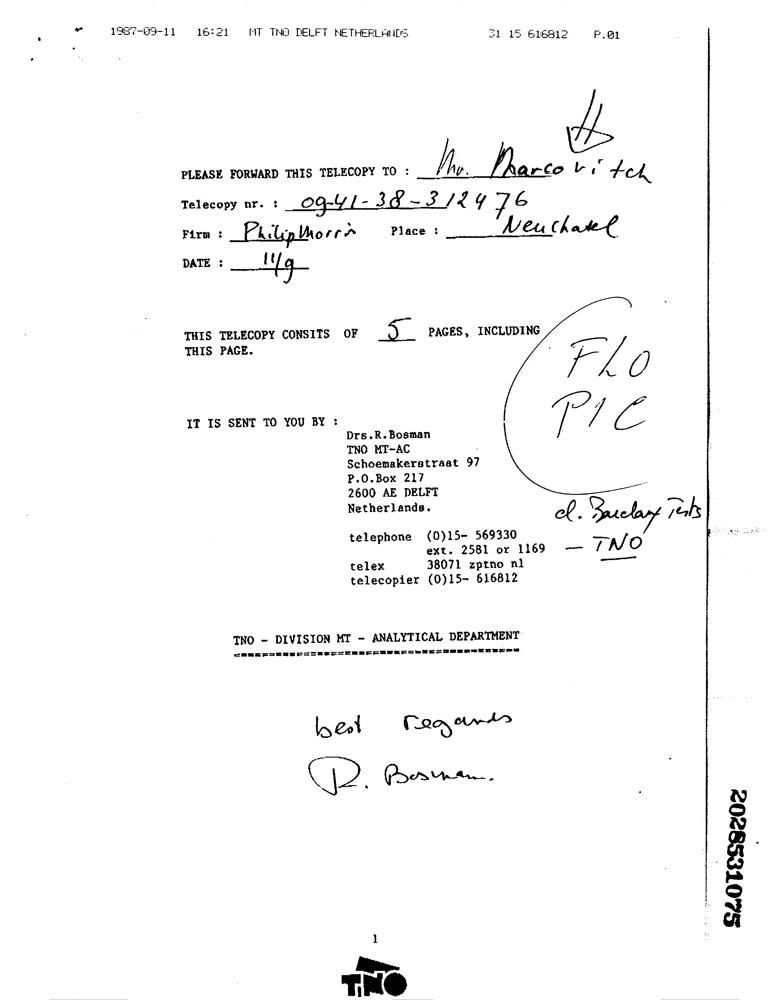 1987-09-11 16:21 MT TNO DELFT NETHERLANDS 31 15 616812 P.01
PLEASE FORWARD THIS TELECOPY TO : Mr. Marcovitch
Telecopy nr. : 09-41-38-312476
Firm : Philip Morris Place : Neuchatel
DATE : 11/9
THIS TELECOPY CONSITS OF 5 PAGES, INCLUDING
THIS PAGE.
FLO
PIC
IT IS SENT TO YOU BY :
Drs.R.Bosman
TNO MT-AC
Schoemakerstraat 97
P.O.Box 217
2600 AE DELFT
Netherlands.
cl. Barclay Tests
— TNO
telephone (0)15- 569330
ext. 2581 or 1169
telex 38071 zptno nl
telecopier (0)15- 616812
TNO - DIVISION MT - ANALYTICAL DEPARTMENT
best regards
R. Bosman.
2028531075
1
TNO